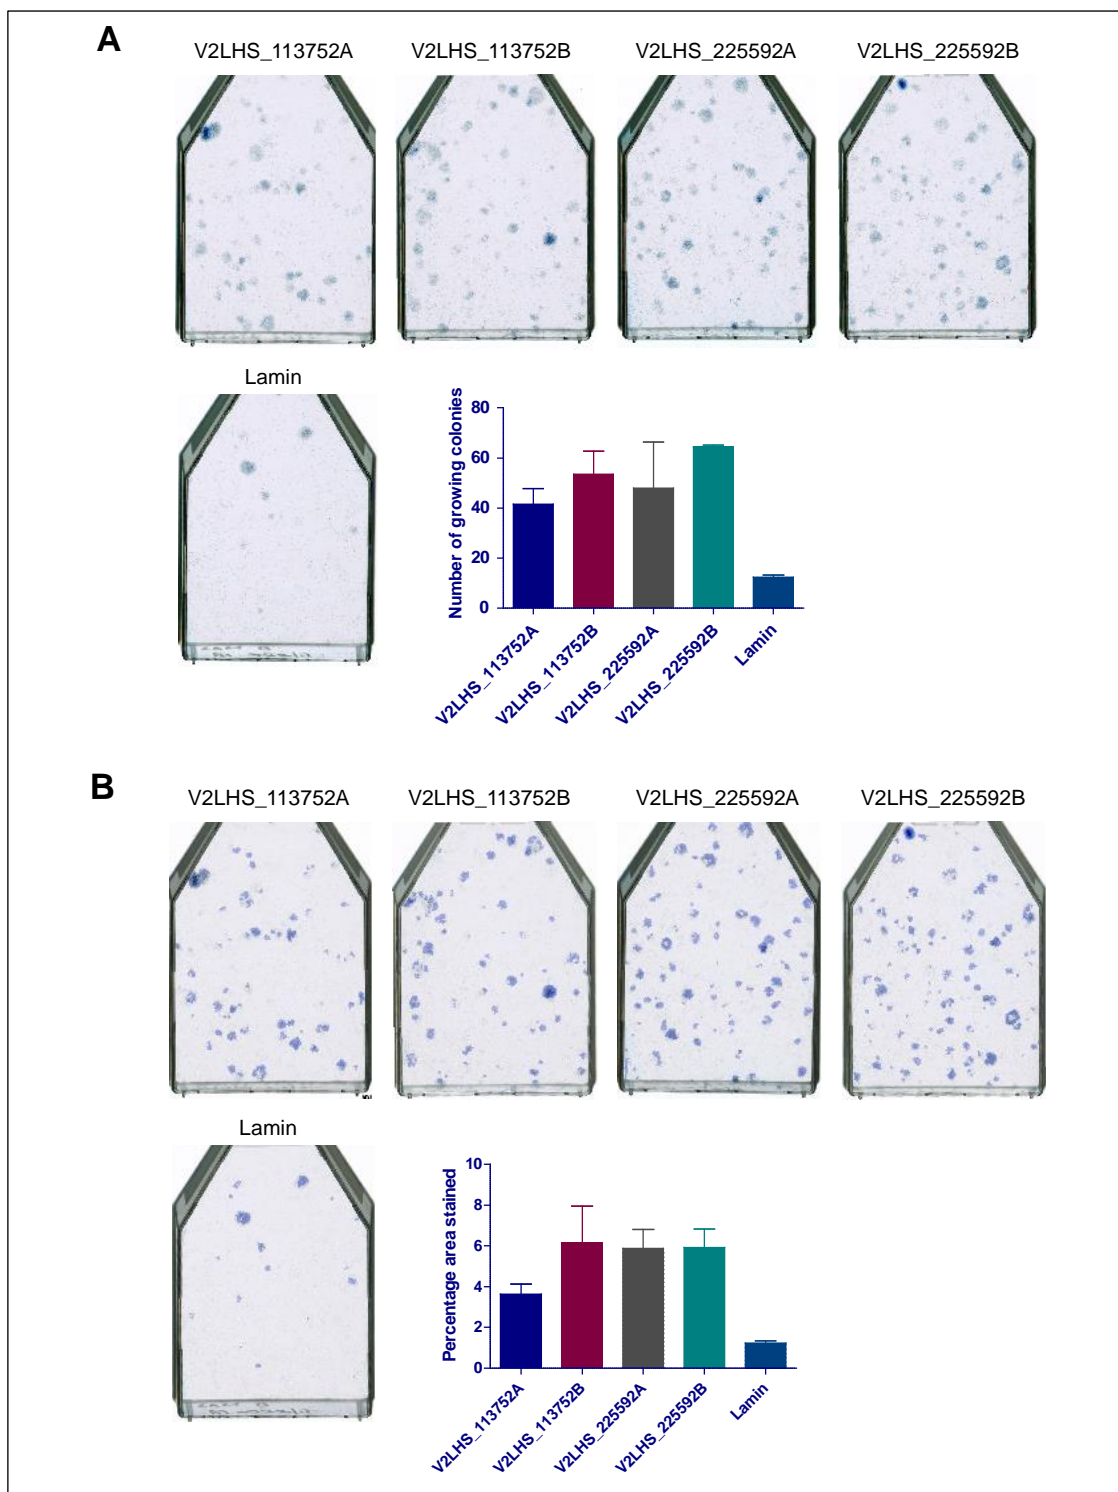 A
V2LHS_113752A
V2LHS_113752B
V2LHS_225592A
V2LHS_225592B
Lamin
Number of growing colonies
80
60
40
20
0
V2LHS_113752A
V2LHS_113752B
V2LHS_225592A
V2LHS_225592B
Lamin
B
V2LHS_113752A
V2LHS_113752B
V2LHS_225592A
V2LHS_225592B
Lamin
Percentage area stained
10
8
6
4
2
0
V2LHS_113752A
V2LHS_113752B
V2LHS_225592A
V2LHS_225592B
Lamin